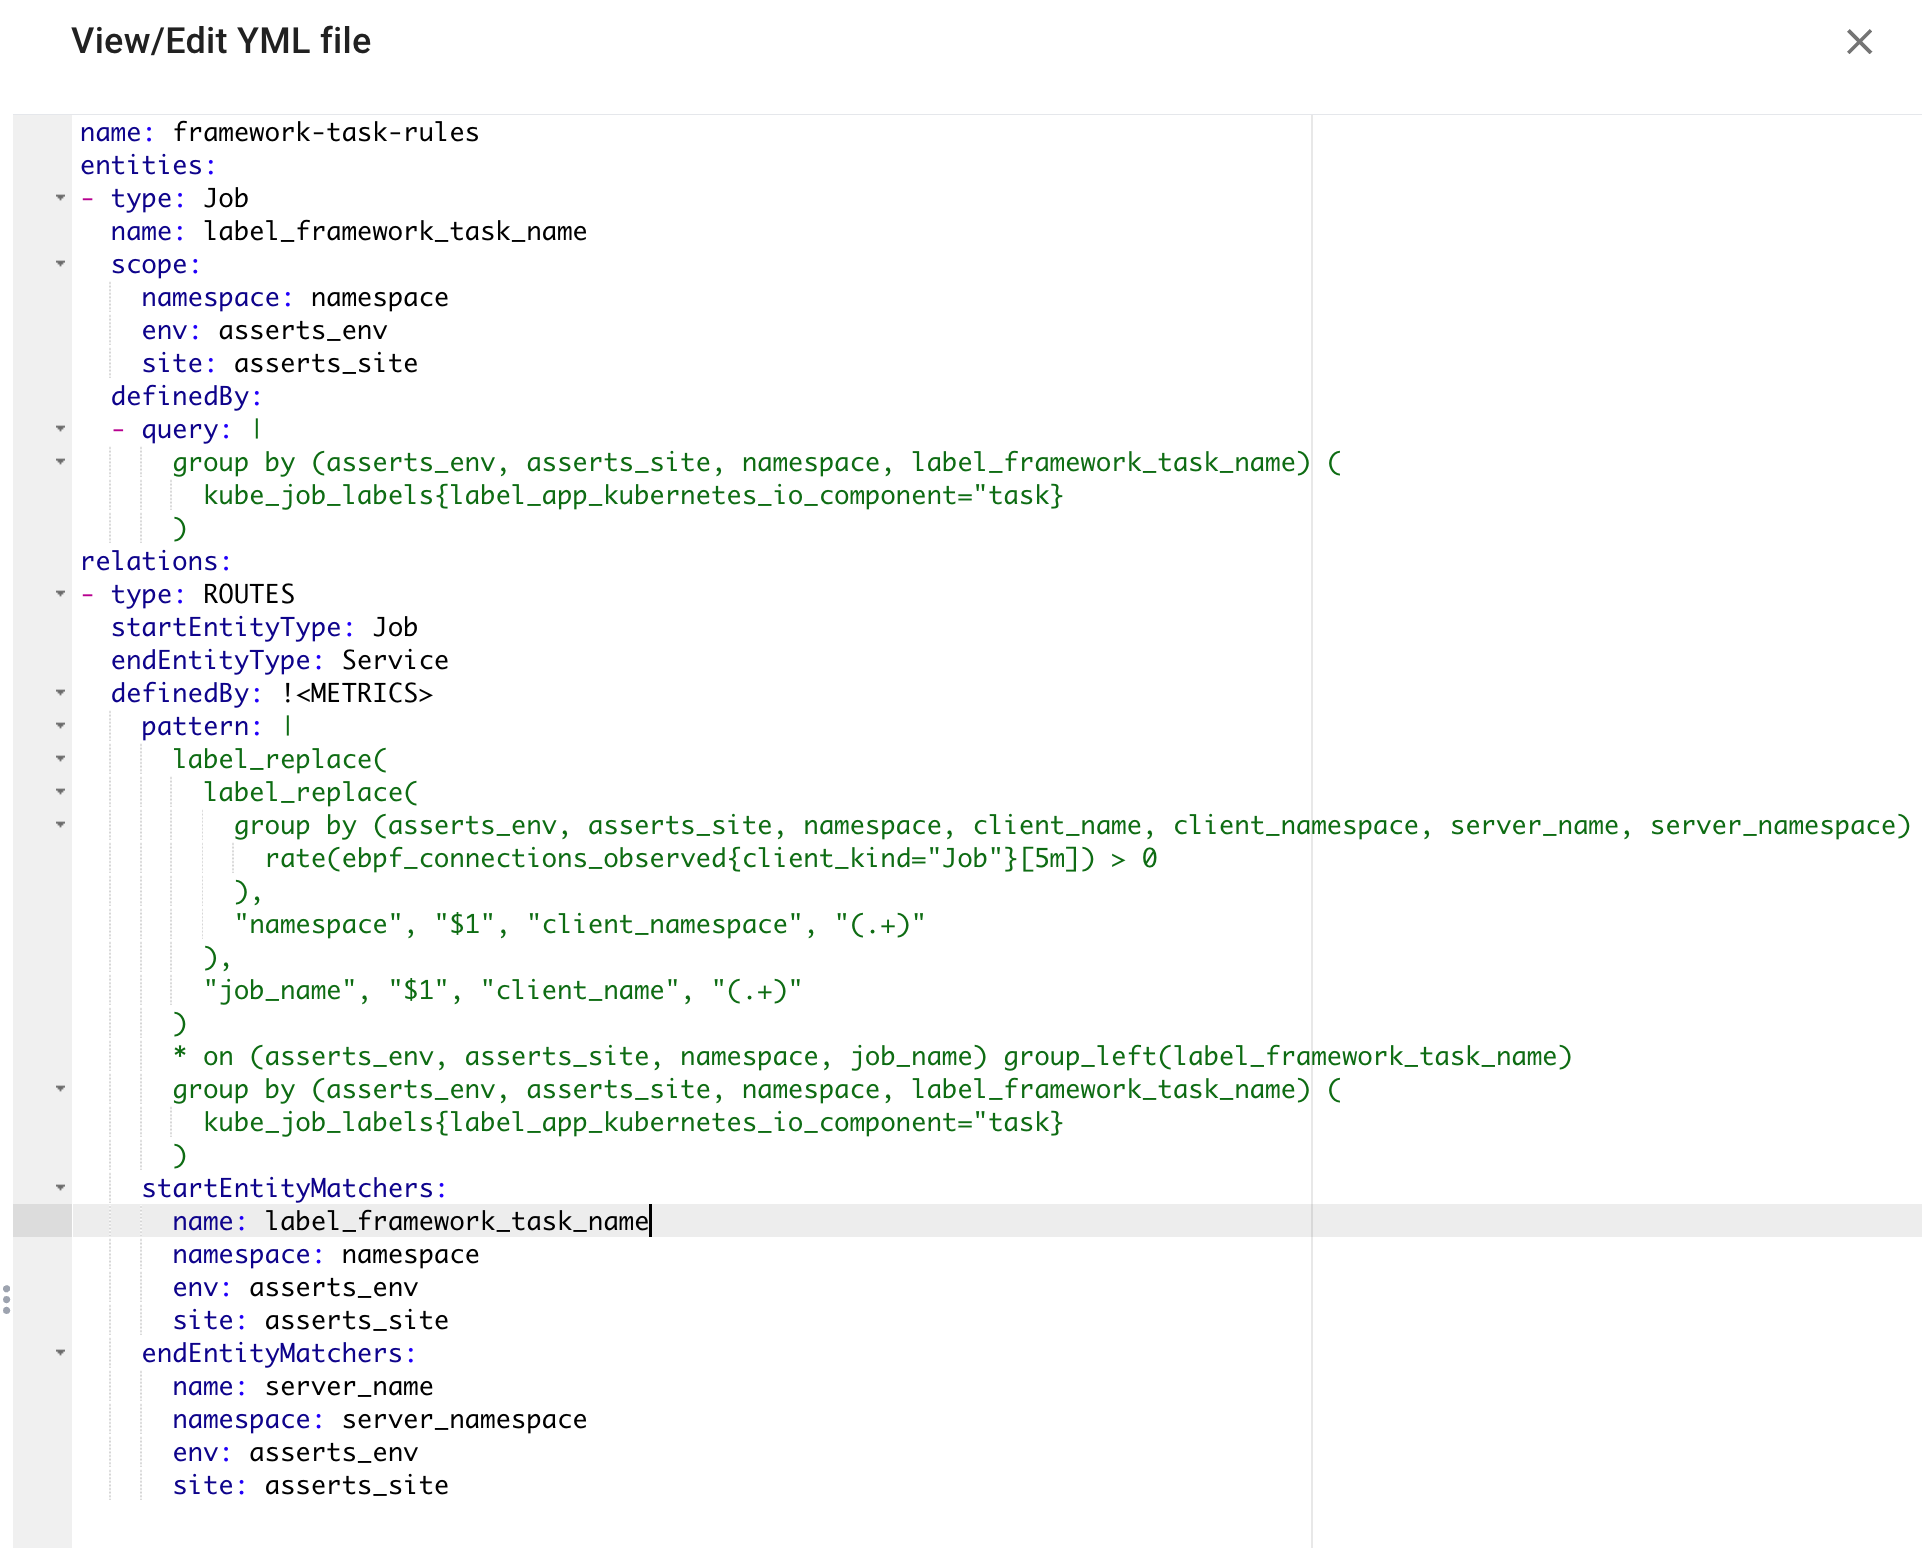 View/Edit YML file
name: framework-task-rules
entities:
- type: Job
  name: label_framework_task_name
  scope:
    namespace: namespace
    env: asserts_env
    site: asserts_site
  definedBy:
  - query: |
      group by (asserts_env, asserts_site, namespace, label_framework_task_name) (
        kube_job_labels{label_app_kubernetes_io_component="task}
      )
relations:
- type: ROUTES
  startEntityType: Job
  endEntityType: Service
  definedBy: !<METRICS>
    pattern: |
      label_replace(
        label_replace(
          group by (asserts_env, asserts_site, namespace, client_name, client_namespace, server_name, server_namespace)
            rate(ebpf_connections_observed{client_kind="Job"}[5m]) > 0
          ),
          "namespace", "$1", "client_namespace", "(.+)"
        ),
        "job_name", "$1", "client_name", "(.+)"
      )
      * on (asserts_env, asserts_site, namespace, job_name) group_left(label_framework_task_name)
      group by (asserts_env, asserts_site, namespace, label_framework_task_name) (
        kube_job_labels{label_app_kubernetes_io_component="task}
      )
    startEntityMatchers:
      name: label_framework_task_name
      namespace: namespace
      env: asserts_env
      site: asserts_site
    endEntityMatchers:
      name: server_name
      namespace: server_namespace
      env: asserts_env
      site: asserts_site